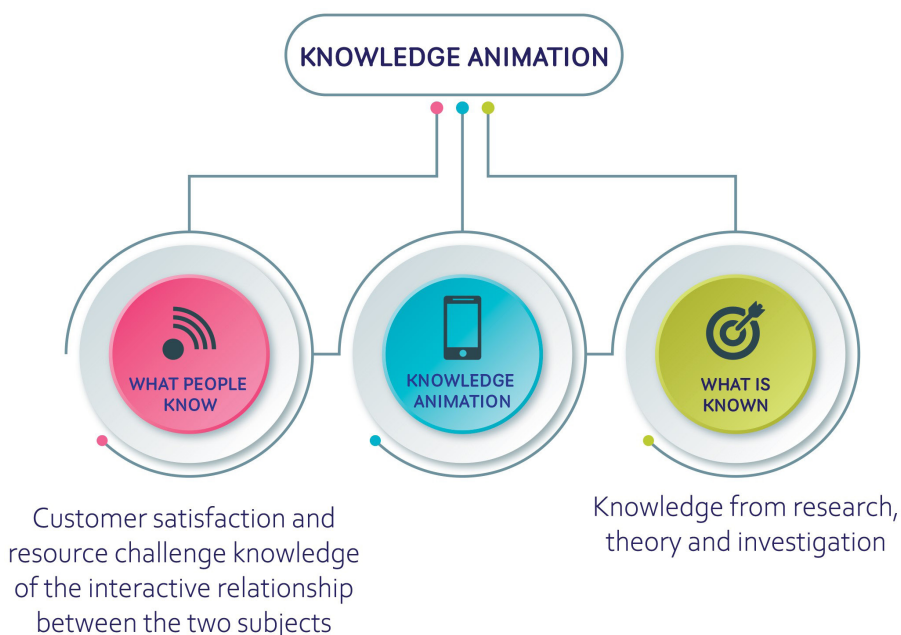 KNOWLEDGE ANIMATION
WHAT PEOPLE
KNOW
KNOWLEDGE
ANIMATION
WHAT IS
KNOWN
Customer satisfaction and
resource challenge knowledge
of the interactive relationship
between the two subjects
Knowledge from research,
theory and investigation